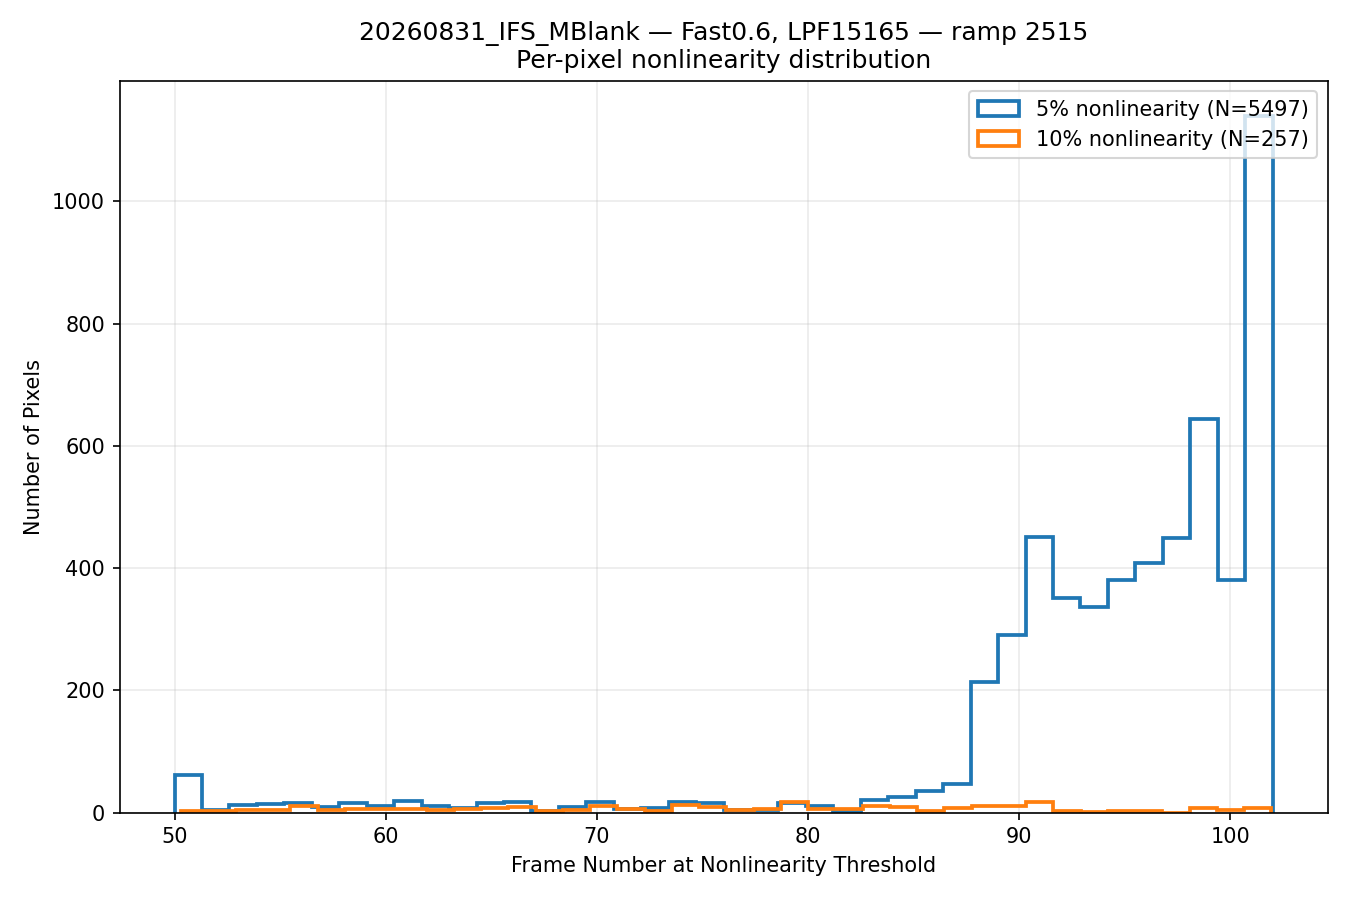 20260831_IFS_MBlank — Fast0.6, LPF15165 — ramp 2515
Per-pixel nonlinearity distribution
5% nonlinearity (N=5497)
10% nonlinearity (N=257)
Number of Pixels
1000
800
600
400
200
0
50 60 70 80 90 100
Frame Number at Nonlinearity Threshold